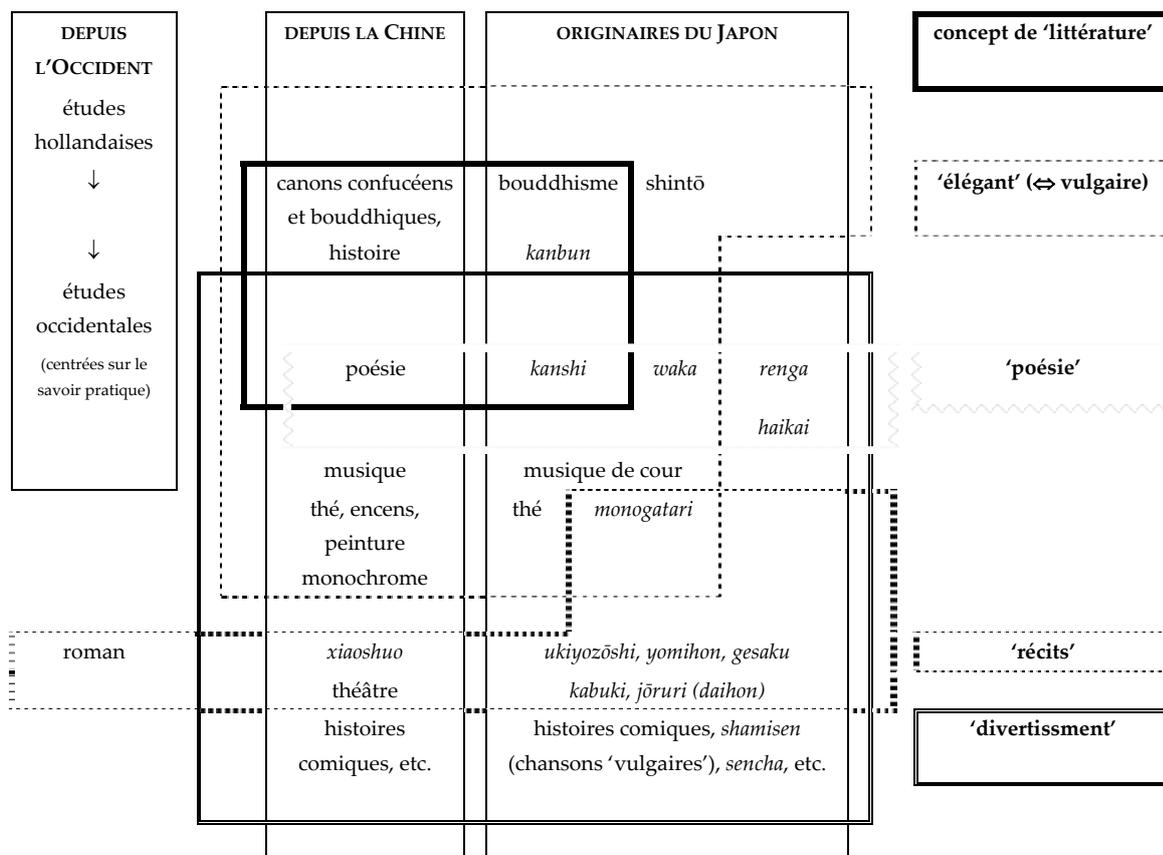 DEPUIS
L’OCCIDENT
études
hollandaises
↓
↓
études
occidentales
(centrées sur le
savoir pratique)
roman
DEPUIS LA CHINE
canons confucéens
et bouddhiques,
histoire
poésie
musique
thé, encens,
peinture
monochrome
xiaoshuo
théâtre
histoires
comiques, etc.
ORIGINAIRES DU JAPON
bouddhisme shintō
kanbun
kanshi waka renga
haikai
musique de cour
thé monogatari
ukiyozōshi, yomihon, gesaku
kabuki, jōruri (daihon)
histoires comiques, shamisen
(chansons ‘vulgaires’), sencha, etc.
concept de ‘littérature’
‘élégant’ (⇔ vulgaire)
‘poésie’
‘récits’
‘divertissment’